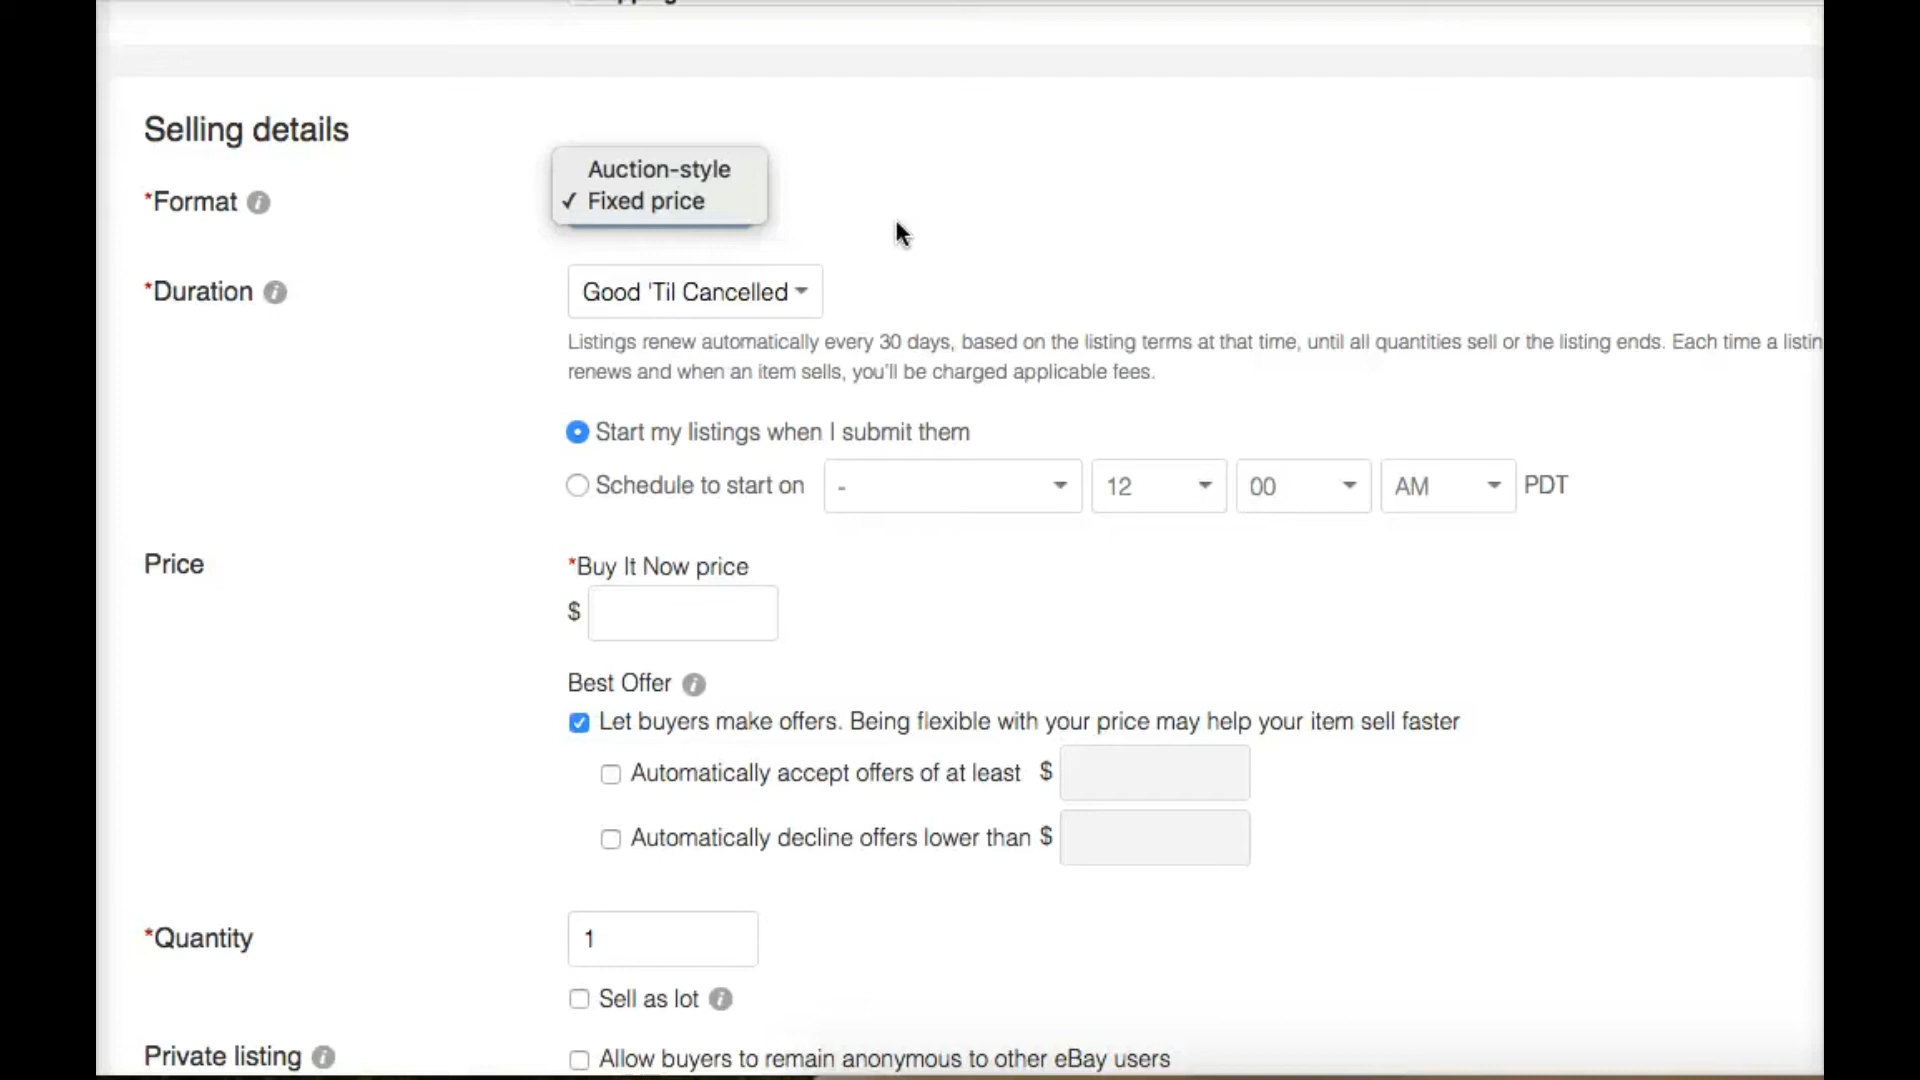 Selling details
Auction-style
*Format
✓ Fixed price
*Duration
Good 'Til Cancelled
Listings renew automatically every 30 days, based on the listing terms at that time, until all quantities sell or the listing ends. Each time a listin
renews and when an item sells, you'll be charged applicable fees.
Start my listings when I submit them
Schedule to start on - 12 00 AM PDT
Price
*Buy It Now price
$
Best Offer
Let buyers make offers. Being flexible with your price may help your item sell faster
Automatically accept offers of at least $
Automatically decline offers lower than $
*Quantity
1
Sell as lot
Private listing
Allow buyers to remain anonymous to other eBay users